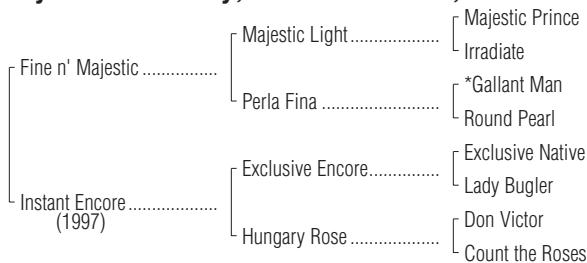 Majestic Prince
Majestic Light
Irradiate
Fine n' Majestic
*Gallant Man
Perla Fina
Round Pearl
Exclusive Native
Exclusive Encore
Lady Bugler
Instant Encore
(1997)
Don Victor
Hungary Rose
Count the Roses